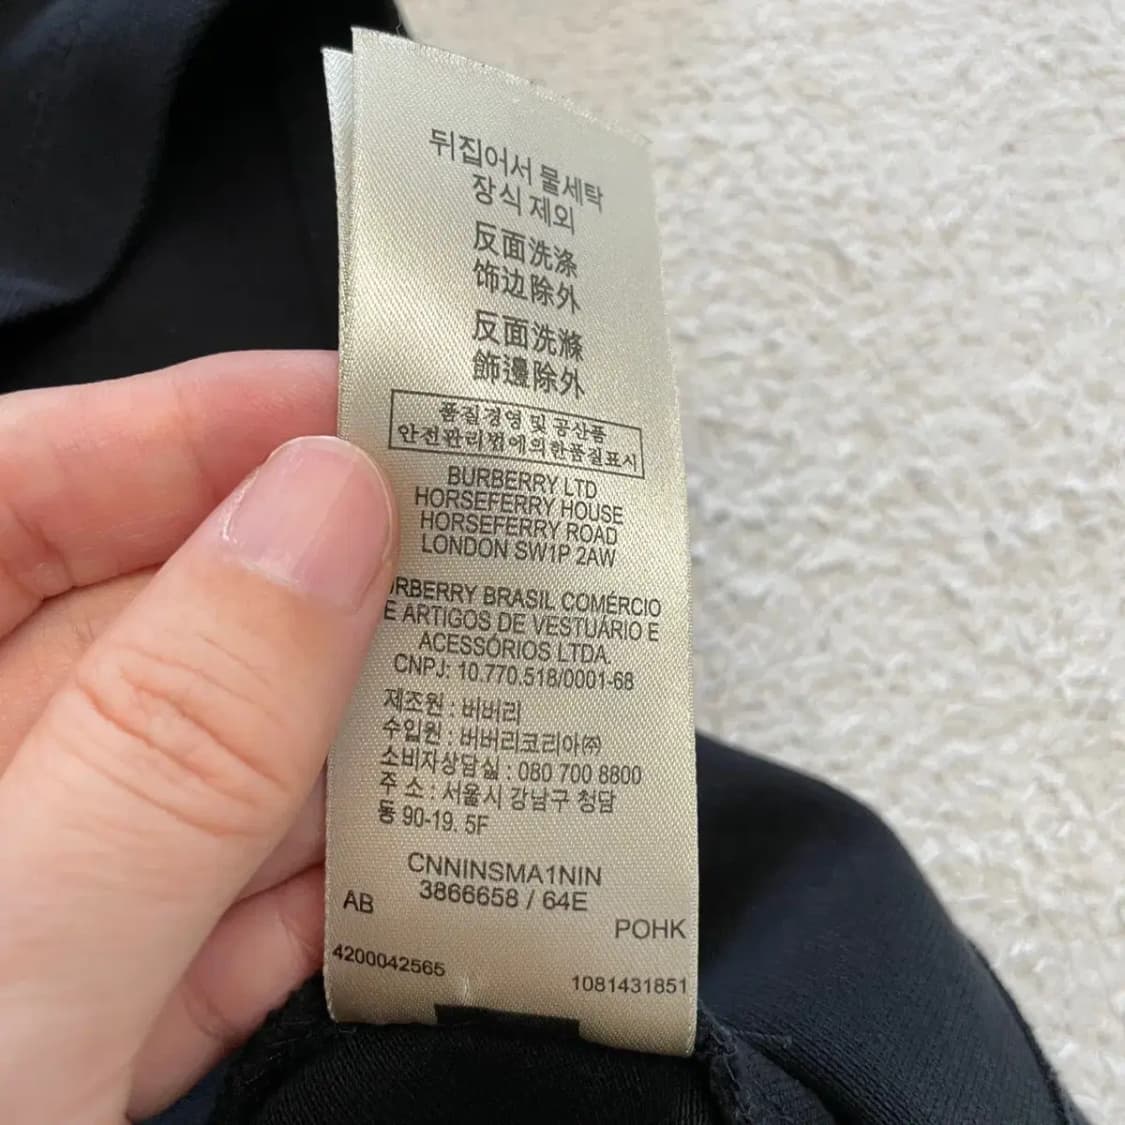 뒤집어서 물세탁
장식 제외
反面洗涤
饰边除外
反面洗滌
飾邊除外
품질경영 및 공산품
안전관리법에의한품질표시
BURBERRY LTD
HORSEFERRY HOUSE
HORSEFERRY ROAD
LONDON SW1P 2AW
RBERRY BRASIL COMÉRCIO
E ARTIGOS DE VESTUÁRIO E
ACESSÓRIOS LTDA.
CNPJ: 10.770.518/0001-68
제조원 : 버버리
수입원 : 버버리코리아㈜
소비자상담실 : 080 700 8800
주 소 : 서울시 강남구 청담
동 90-19. 5F
CNNINSMA1NIN
3866658 / 64E
AB
POHK
4200042565
1081431851